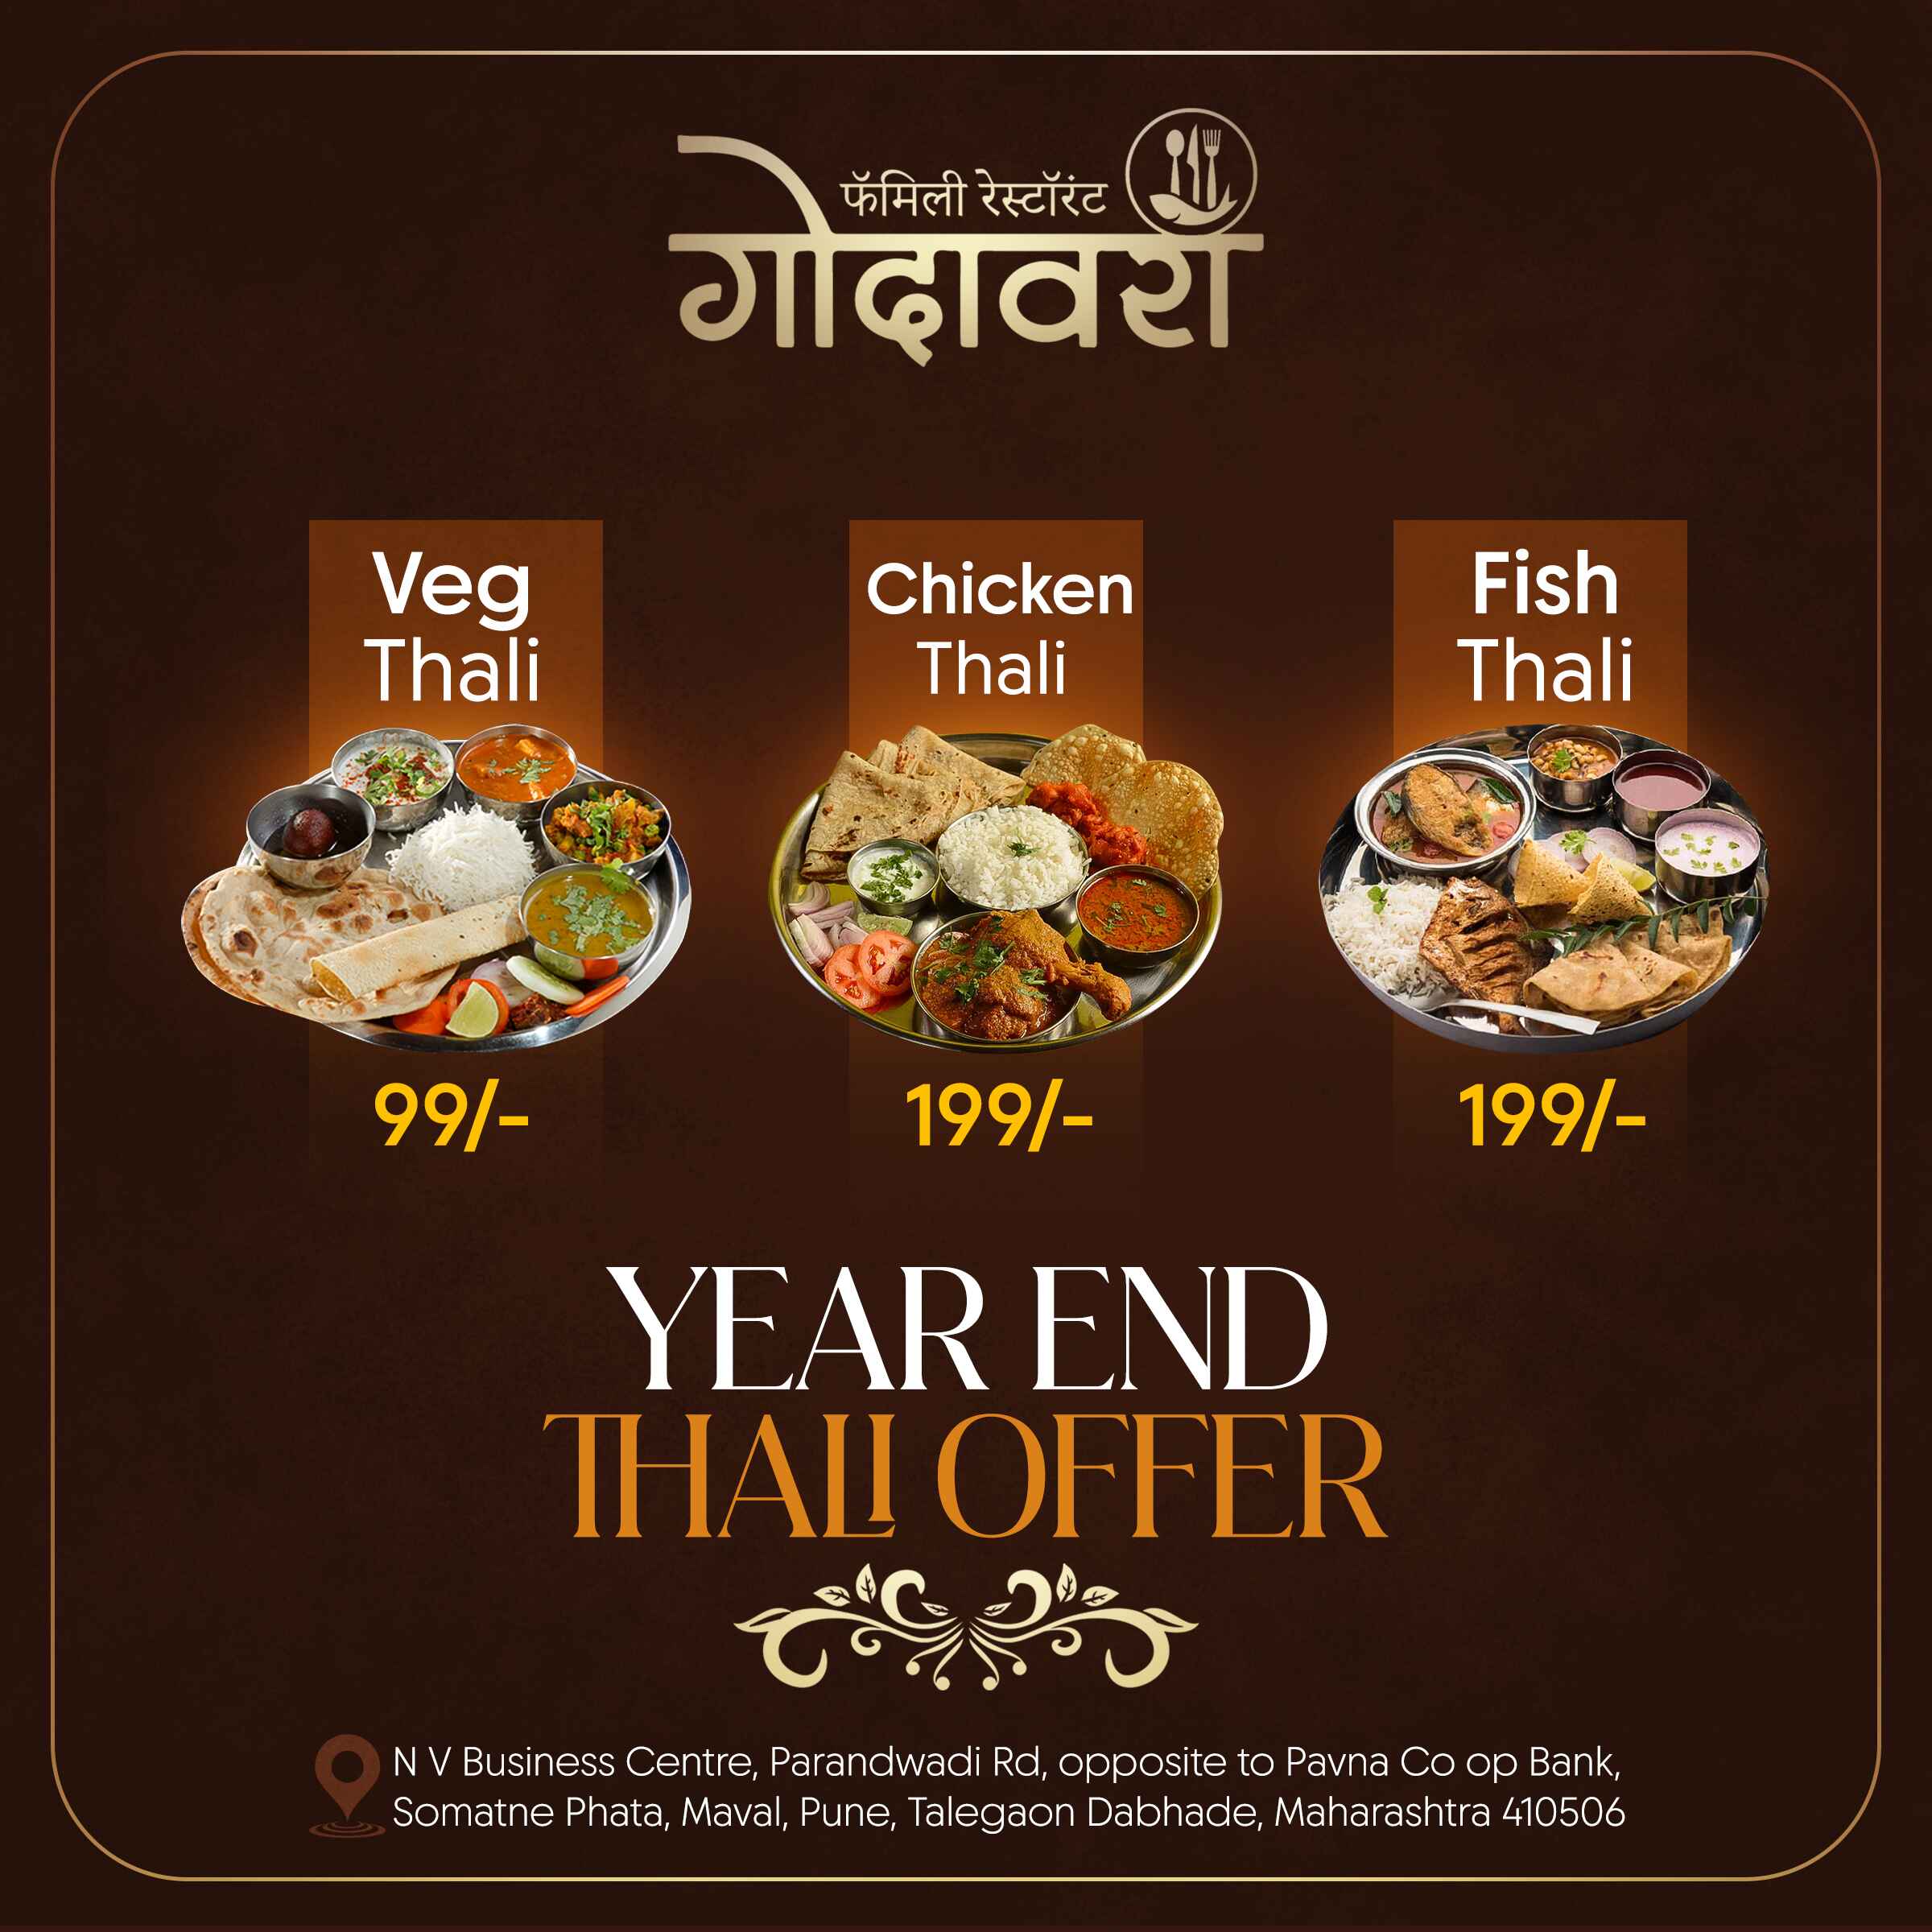 फॅमिली रेस्टॉरंट
गोदावरी
Veg
Thali
Chicken
Thali
Fish
Thali
99/-
199/-
199/-
YEAR END
THALI OFFER
N V Business Centre, Parandwadi Rd, opposite to Pavna Co op Bank,
Somatne Phata, Maval, Pune, Talegaon Dabhade, Maharashtra 410506